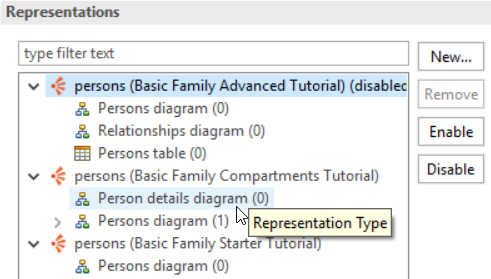 Representations
type filter text
New...
persons (Basic Family Advanced Tutorial) (disabled
Remove
Persons diagram (0)
Relationships diagram (0)
Enable
Persons table (0)
persons (Basic Family Compartments Tutorial)
Disable
Person details diagram (0)
Persons diagram (1)
Representation Type
persons (Basic Family Starter Tutorial)
Persons diagram (0)